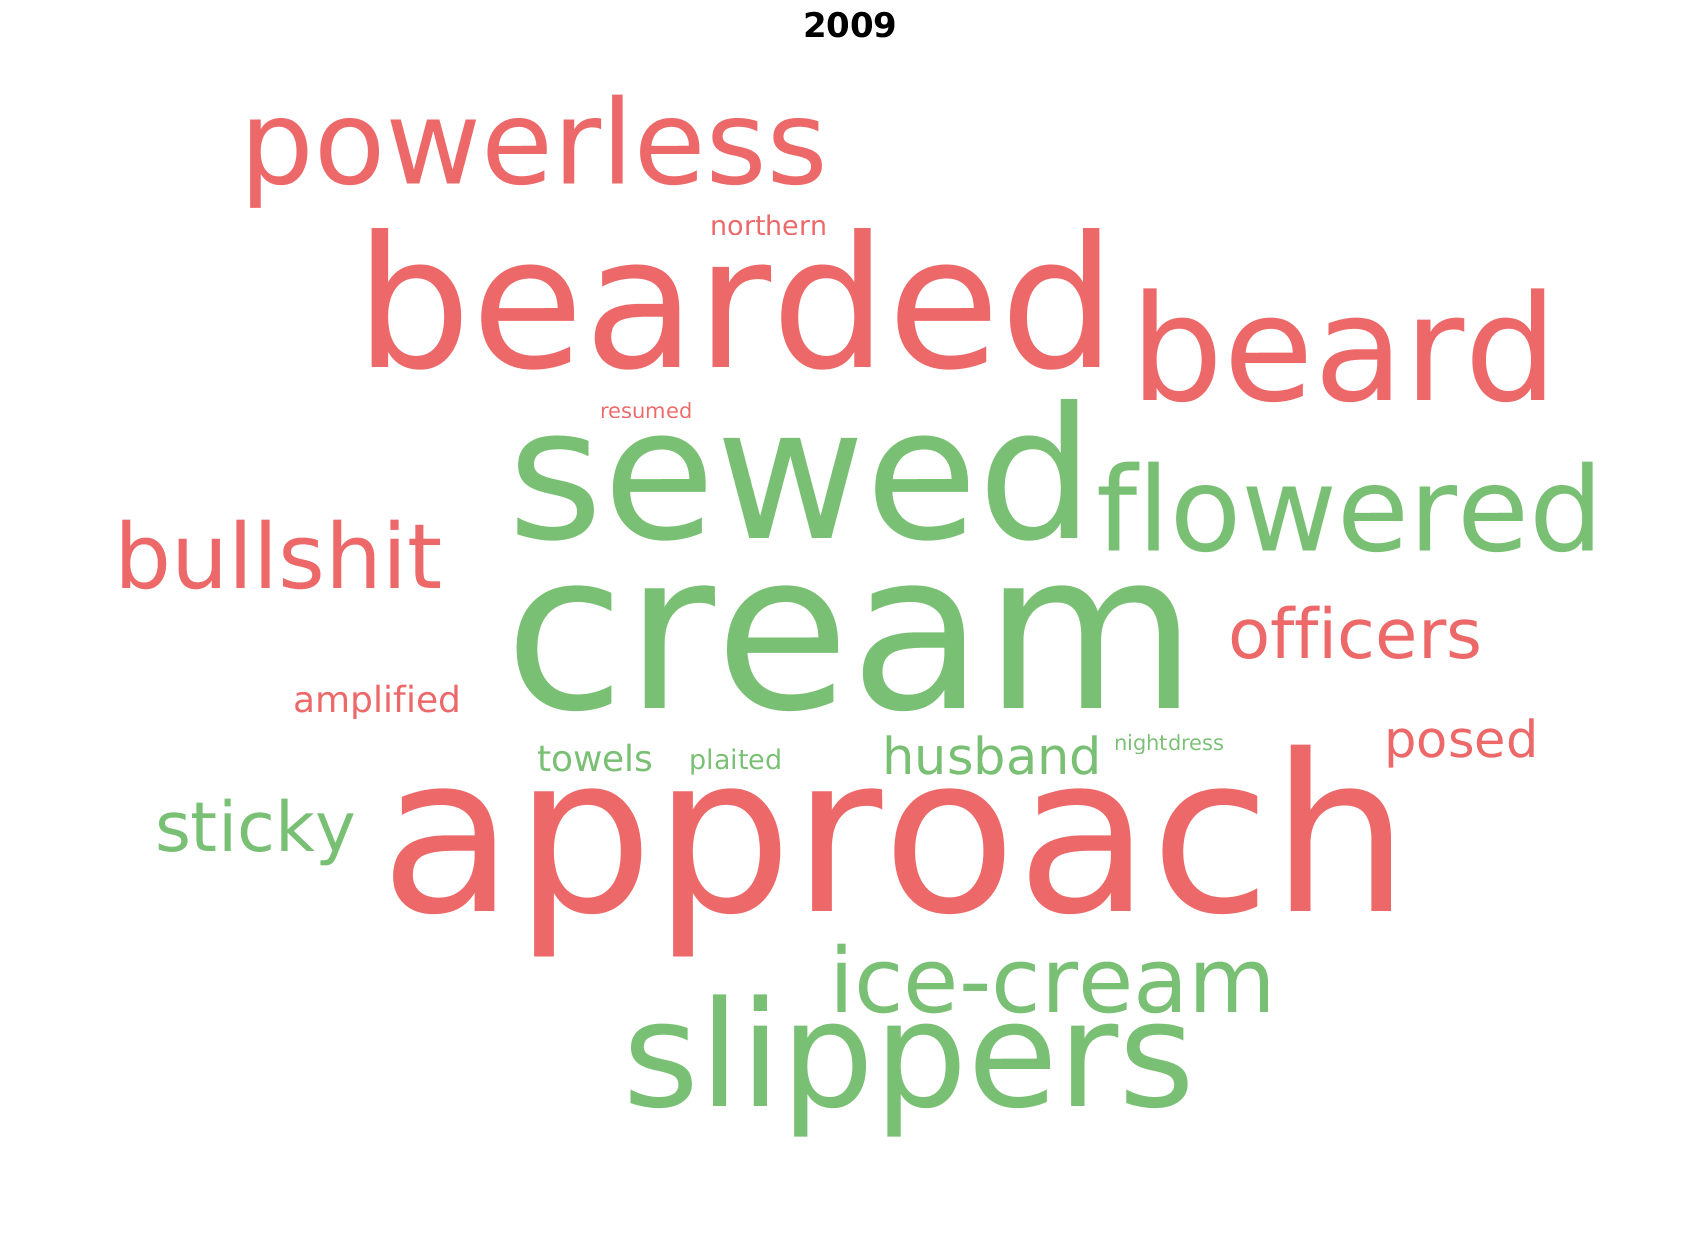 2009
powerless
northern
bearded
beard
resumed
sewed
flowered
bullshit
cream
officers
amplified
towels
plaited
husband
nightdress
posed
sticky
approach
ice-cream
slippers